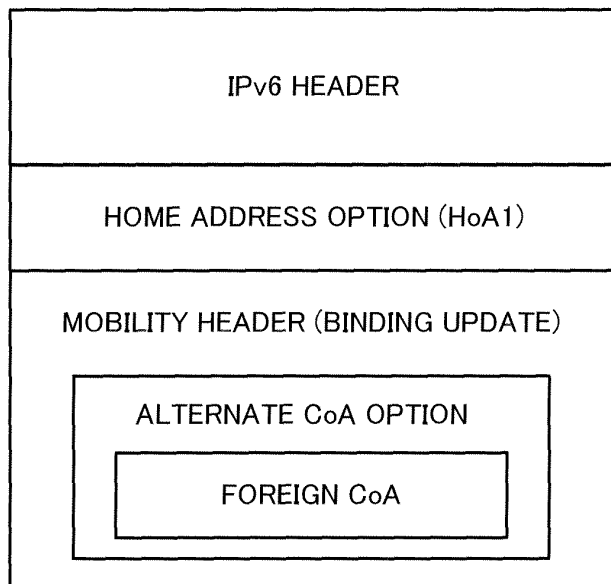 IPv6 HEADER
HOME ADDRESS OPTION (HoA1)
MOBILITY HEADER (BINDING UPDATE)
ALTERNATE CoA OPTION
FOREIGN CoA